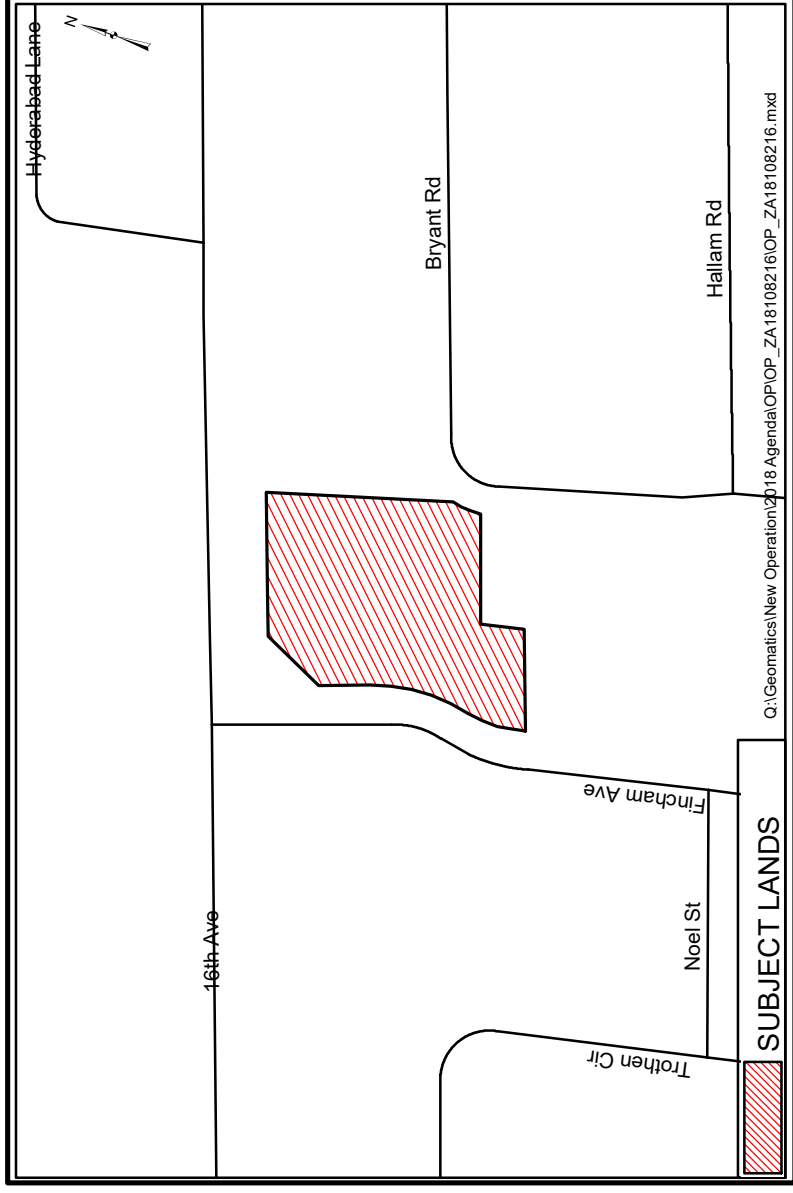 Hyderabad Lane
N
16th Ave
Bryant Rd
Hallam Rd
Fincham Ave
Noel St
Trothen Cir
Q:\Geomatics\New Operation\2018 Agenda\OP\OP_ZA18108216\OP_ZA18108216.mxd
SUBJECT LANDS